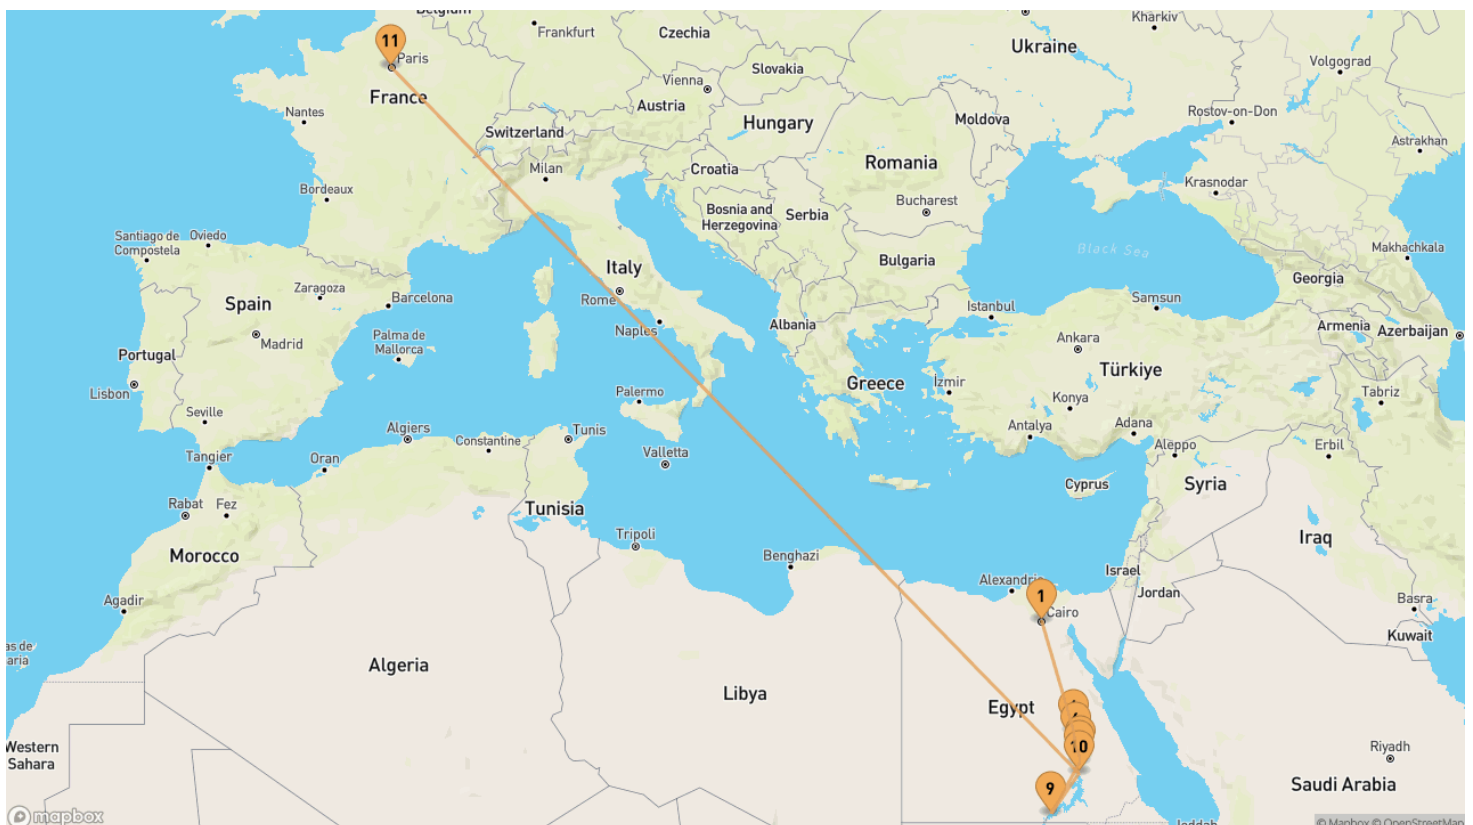 Belgium
Kharkiv
11
Paris
Frankfurt
Czechia
Ukraine
Volgograd
Slovakia
Vienna
France
Austria
Nantes
Hungary
Moldova
Rostov-on-Don
Switzerland
Astrakhan
Milan
Croatia
Romania
Bordeaux
Krasnodar
Bucharest
Bosnia and
Herzegovina
Serbia
Santiago de
Compostela
Oviedo
Black Sea
Makhachkala
Bulgaria
Italy
Georgia
Zaragoza
Barcelona
Rome
Spain
Istanbul
Samsun
Naples
Albania
Armenia
Azerbaijan
Palma de
Mallorca
Madrid
Ankara
Portugal
Türkiye
Greece
İzmir
Lisbon
Palermo
Konya
Tabriz
Seville
Algiers
Constantine
Tunis
Antalya
Adana
Aleppo
Erbil
Tangier
Oran
Valletta
Cyprus
Syria
Rabat
Fez
Tunisia
Tripoli
Iraq
Morocco
Benghazi
Israel
Alexandria
Jordan
Agadir
1
Cairo
Basra
Kuwait
as de
aria
Algeria
Libya
Egypt
Western
Sahara
10
Riyadh
9
Saudi Arabia
mapbox
Jeddah
© Mapbox © OpenStreetMap